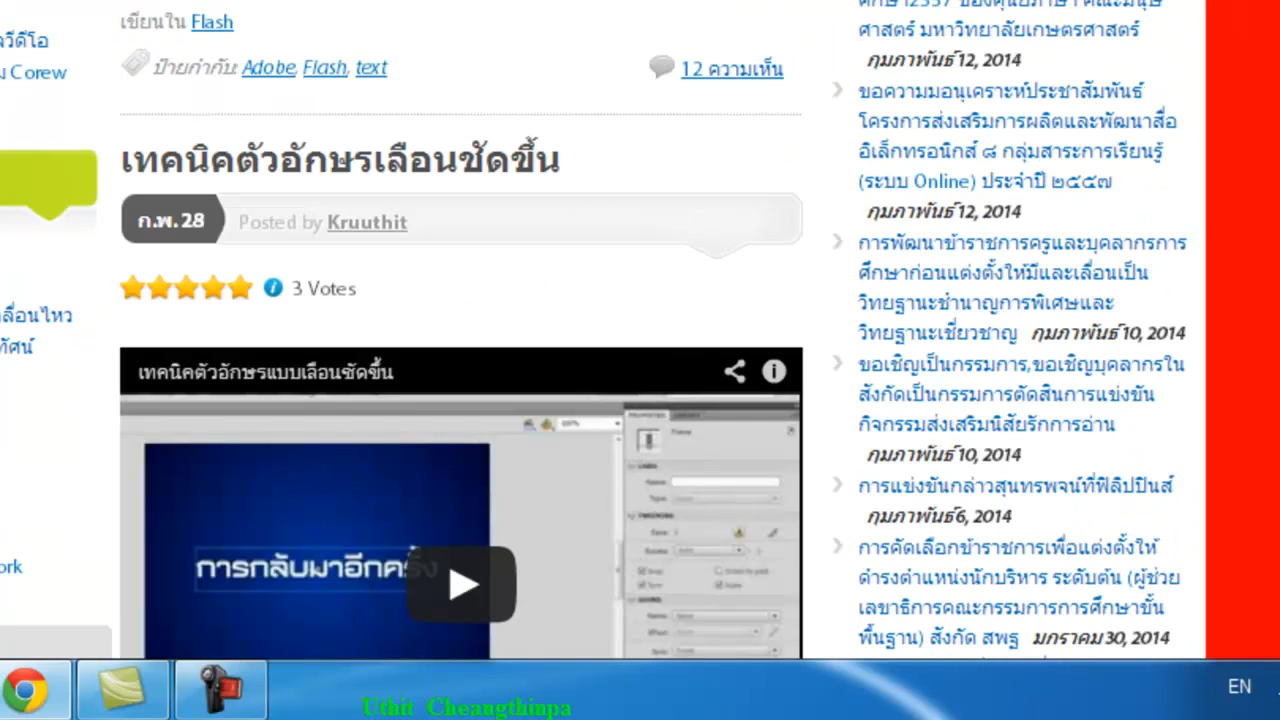 วีดีโอ
Corew
ลื่อนไหว
ทัศน์
ork
เขียนใน Flash
ป้ายกำกับ: Adobe, Flash, text
12 ความเห็น
เทคนิคตัวอักษรเลือนชัดขึ้น
ก.พ. 28
Posted by Kruuthit
3 Votes
เทคนิคตัวอักษรแบบเลือนชัดขึ้น
การกลับมาอีกครั้ง
ศาสตร์ มหาวิทยาลัยเกษตรศาสตร์
กุมภาพันธ์ 12, 2014
ขอความมอนุเคราะห์ประชาสัมพันธ์
โครงการส่งเสริมการผลิตและพัฒนาสื่อ
อิเล็กทรอนิกส์ ๘ กลุ่มสาระการเรียนรู้
(ระบบ Online) ประจำปี ๒๕๕๗
กุมภาพันธ์ 12, 2014
การพัฒนาข้าราชการครูและบุคลากรการ
ศึกษาก่อนแต่งตั้งให้มีและเลื่อนเป็น
วิทยฐานะชำนาญการพิเศษและ
วิทยฐานะเชี่ยวชาญ กุมภาพันธ์ 10, 2014
ขอเชิญเป็นกรรมการ,ขอเชิญบุคลากรใน
สังกัดเป็นกรรมการตัดสินการแข่งขัน
กิจกรรมส่งเสริมนิสัยรักการอ่าน
กุมภาพันธ์ 10, 2014
การแข่งขันกล่าวสุนทรพจน์ที่ฟิลิปปินส์
กุมภาพันธ์ 6, 2014
การคัดเลือกข้าราชการเพื่อแต่งตั้งให้
ดำรงตำแหน่งนักบริหาร ระดับต้น (ผู้ช่วย
เลขาธิการคณะกรรมการการศึกษาขั้น
พื้นฐาน) สังกัด สพฐ มกราคม 30, 2014
EN
Uthit Cheangthinpa